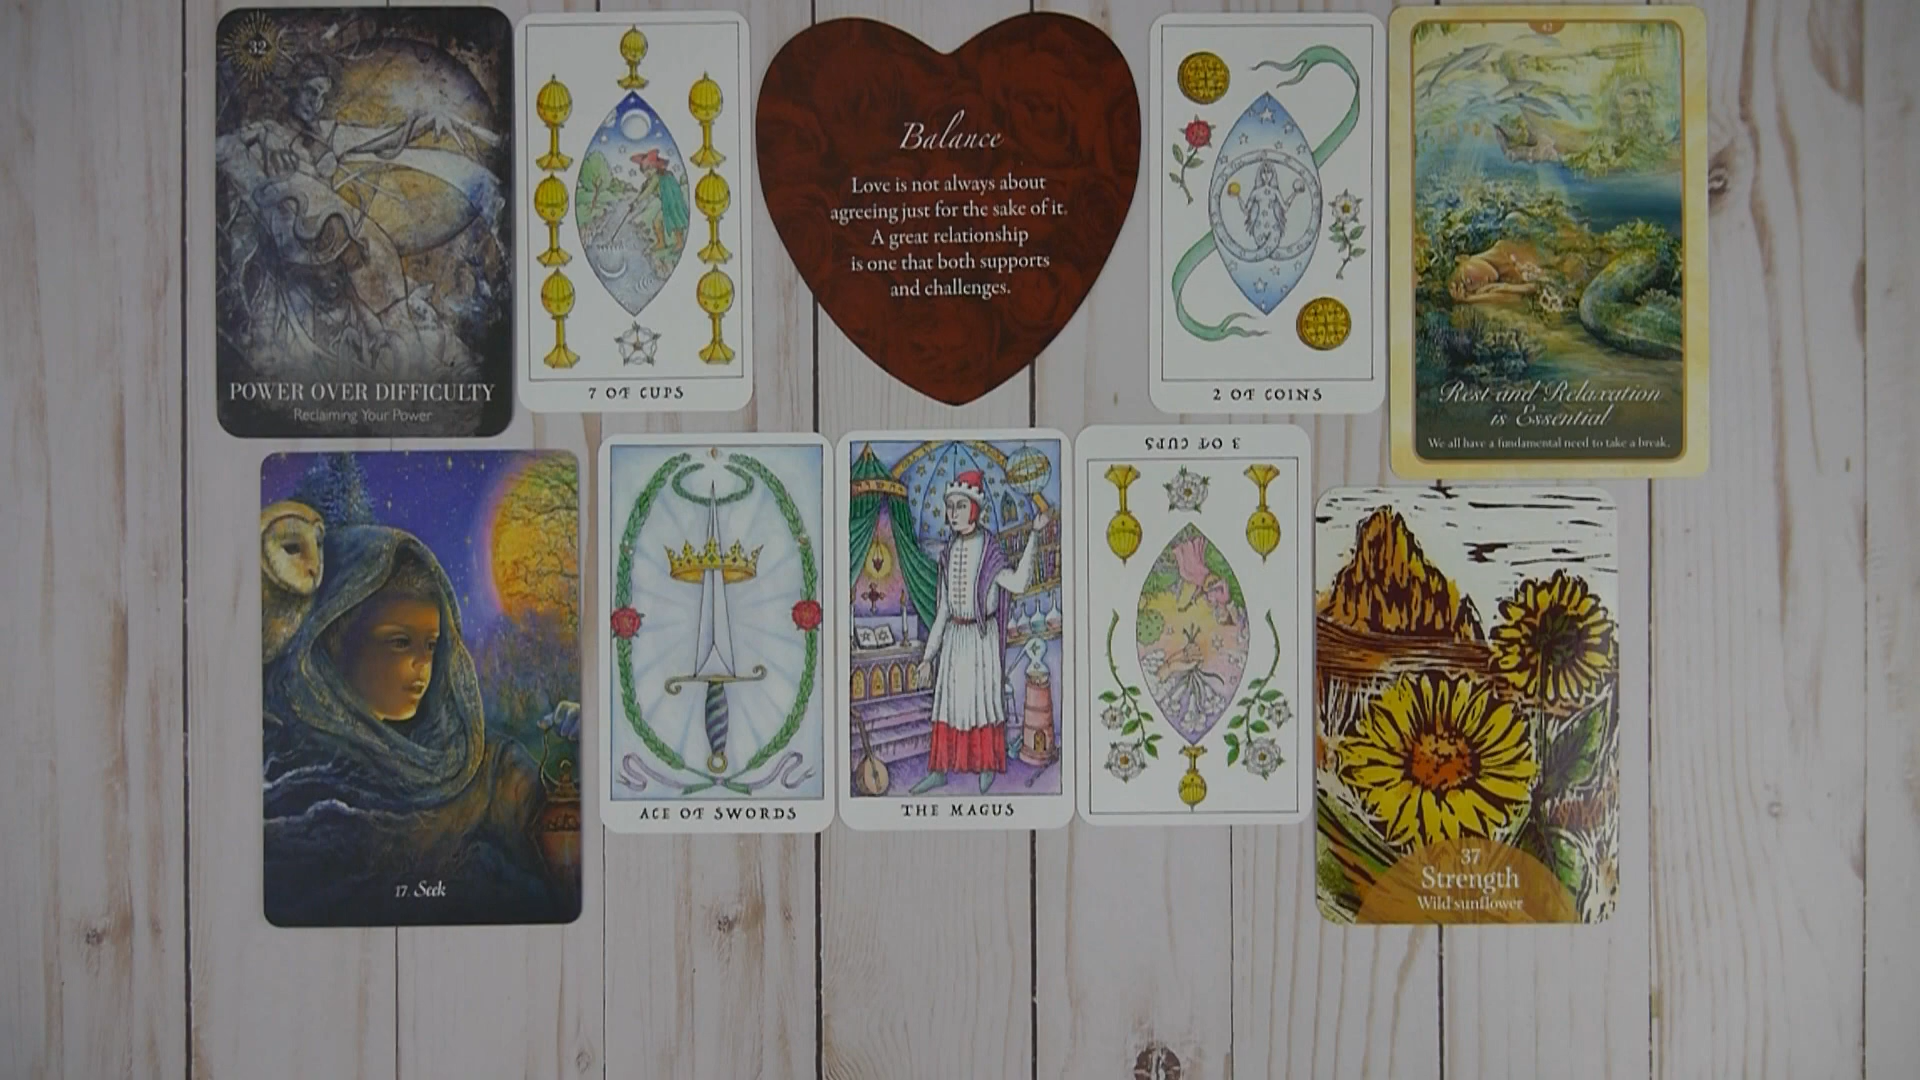 32
POWER OVER DIFFICULTY
Reclaiming Your Power
7 OF CUPS
Balance
Love is not always about
agreeing just for the sake of it.
A great relationship
is one that both supports
and challenges.
2 OF COINS
Rest and Relaxation
is Essential
We all have a fundamental need to take a break.
17. Seek
ACE OF SWORDS
THE MAGUS
3 OF CUPS
37
Strength
Wild sunflower